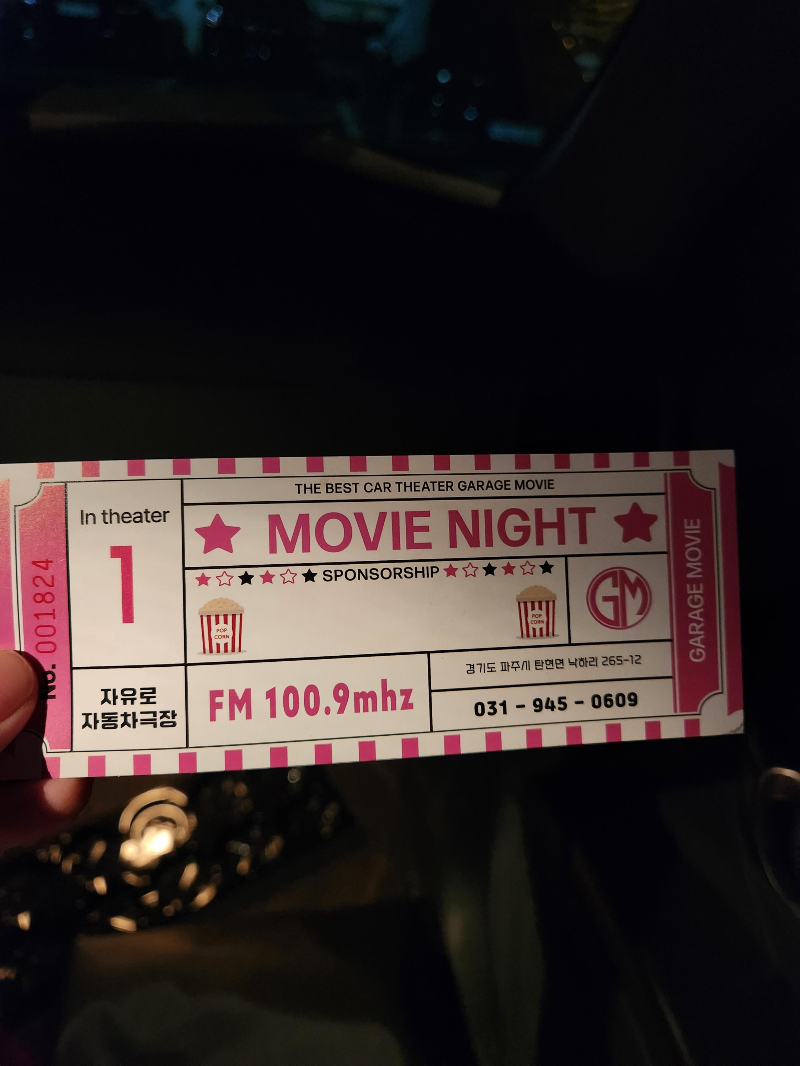 No. 001824
In theater
1
자유로
자동차극장
THE BEST CAR THEATER GARAGE MOVIE
MOVIE NIGHT
SPONSORSHIP
POP
CORN
POP
CORN
GM
FM 100.9mhz
경기도 파주시 탄현면 낙하리 265-12
031 - 945 - 0609
GARAGE MOVIE